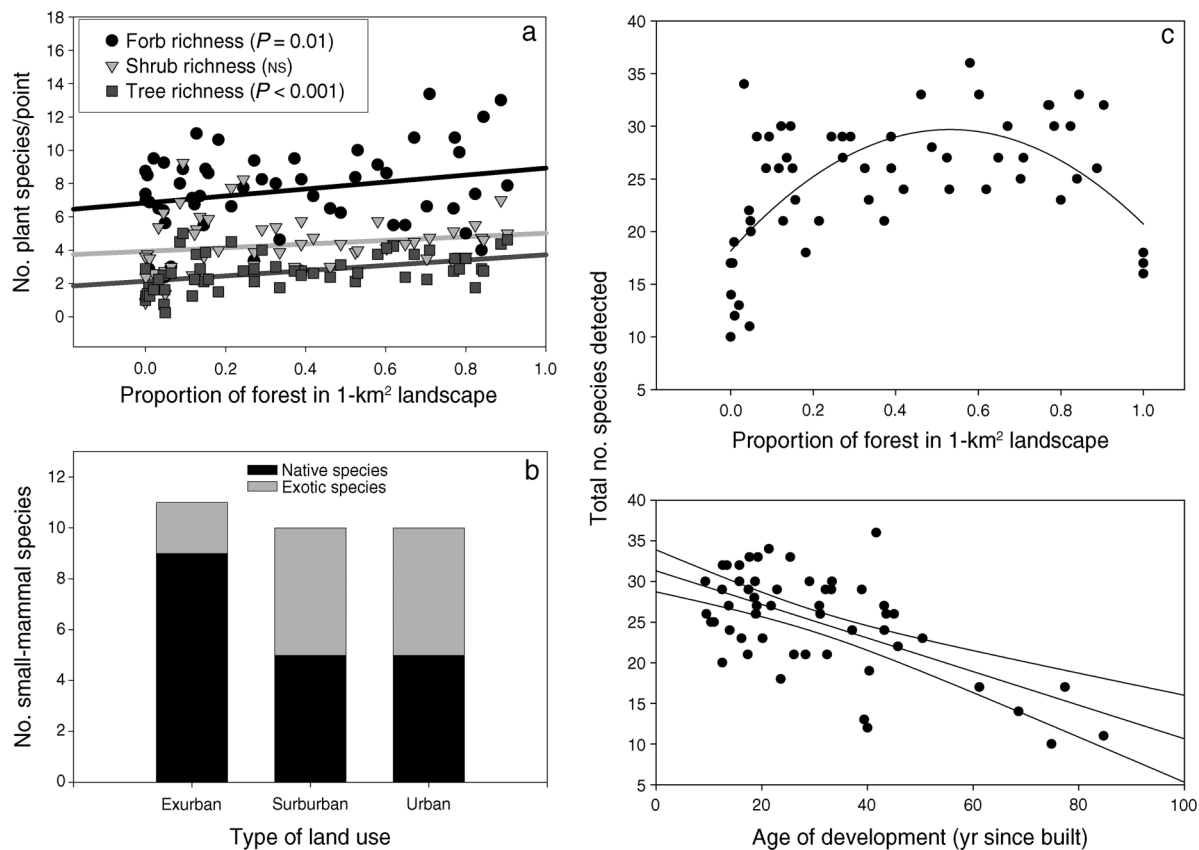 a
Forb richness (P = 0.01)
Shrub richness (NS)
Tree richness (P < 0.001)
No. plant species/point
18
16
14
12
10
8
6
4
2
0
0.0 0.2 0.4 0.6 0.8 1.0
Proportion of forest in 1-km² landscape
b
Native species
Exotic species
No. small-mammal species
12
10
8
6
4
2
0
Exurban Surburban Urban
Type of land use
c
Total no. species detected
40
35
30
25
20
15
10
5
0.0 0.2 0.4 0.6 0.8 1.0
Proportion of forest in 1-km² landscape
40
35
30
25
20
15
10
5
0 20 40 60 80 100
Age of development (yr since built)